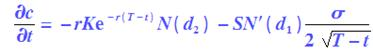 ∂c/∂t = −rKe^{−r(T−t)} N(d₂) − SN′(d₁) σ/(2√(T−t))